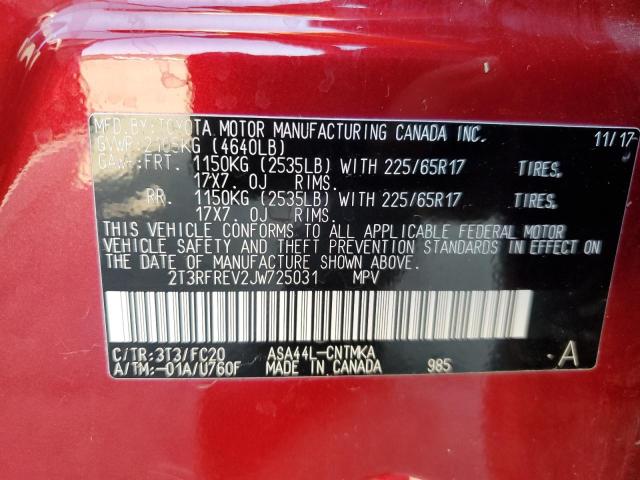 MFD.BY:TOYOTA MOTOR MANUFACTURING CANADA INC. 11/17
GVWR:2105KG (4640LB)
GAWR:FRT. 1150KG (2535LB) WITH 225/65R17 TIRES.
17X7.0J RIMS.
RR. 1150KG (2535LB) WITH 225/65R17 TIRES.
17X7.0J RIMS.
THIS VEHICLE CONFORMS TO ALL APPLICABLE FEDERAL MOTOR
VEHICLE SAFETY AND THEFT PREVENTION STANDARDS IN EFFECT ON
THE DATE OF MANUFACTURE SHOWN ABOVE.
2T3RFREV2JW725031 MPV
C/TR:3T3/FC20 ASA44L-CNTMKA
A/TM:-01A/U760F MADE IN CANADA 985 .A